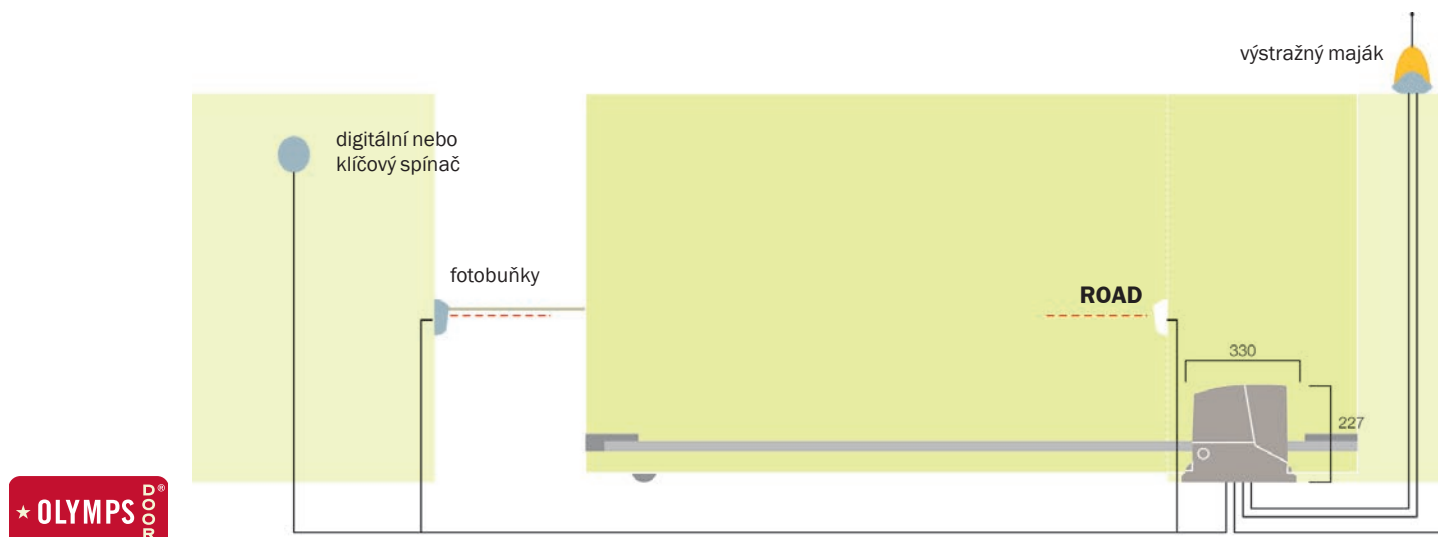 výstražný maják
digitální nebo
klíčový spínač
fotobuňky
ROAD
330
227
★ OLYMPS DOOR®